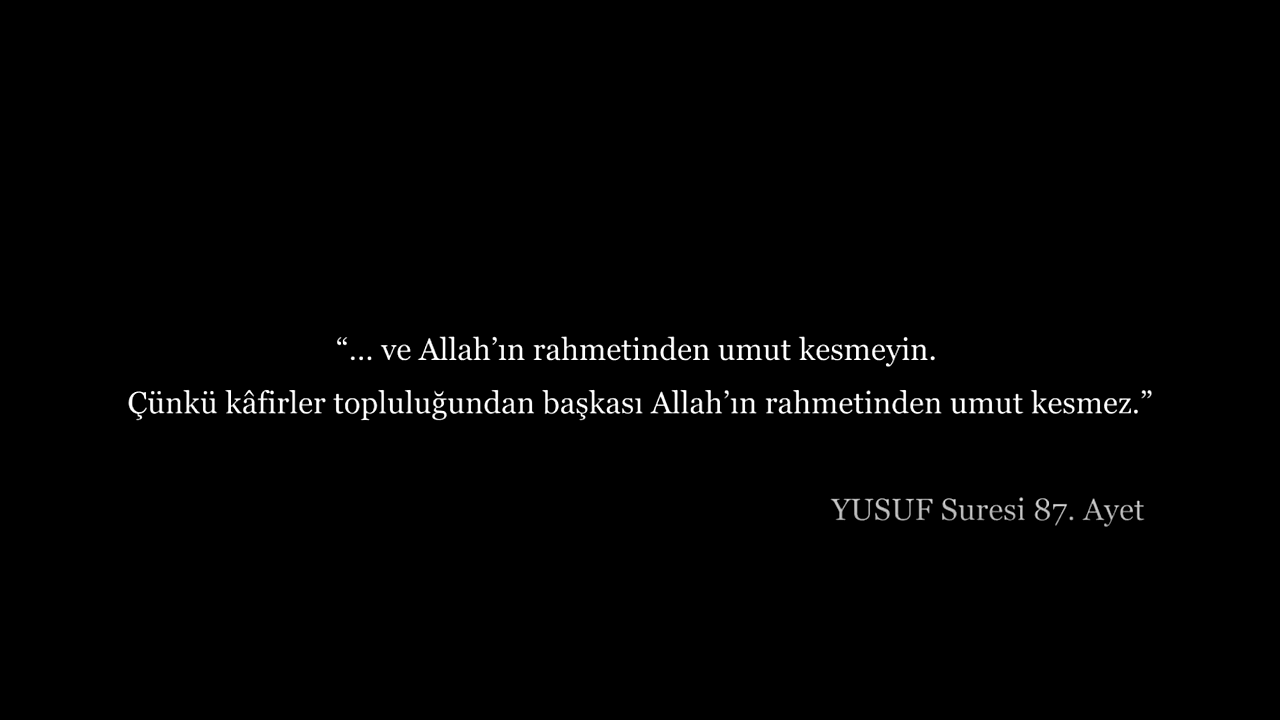 “... ve Allah’ın rahmetinden umut kesmeyin.
Çünkü kâfirler topluluğundan başkası Allah’ın rahmetinden umut kesmez.”
YUSUF Suresi 87. Ayet